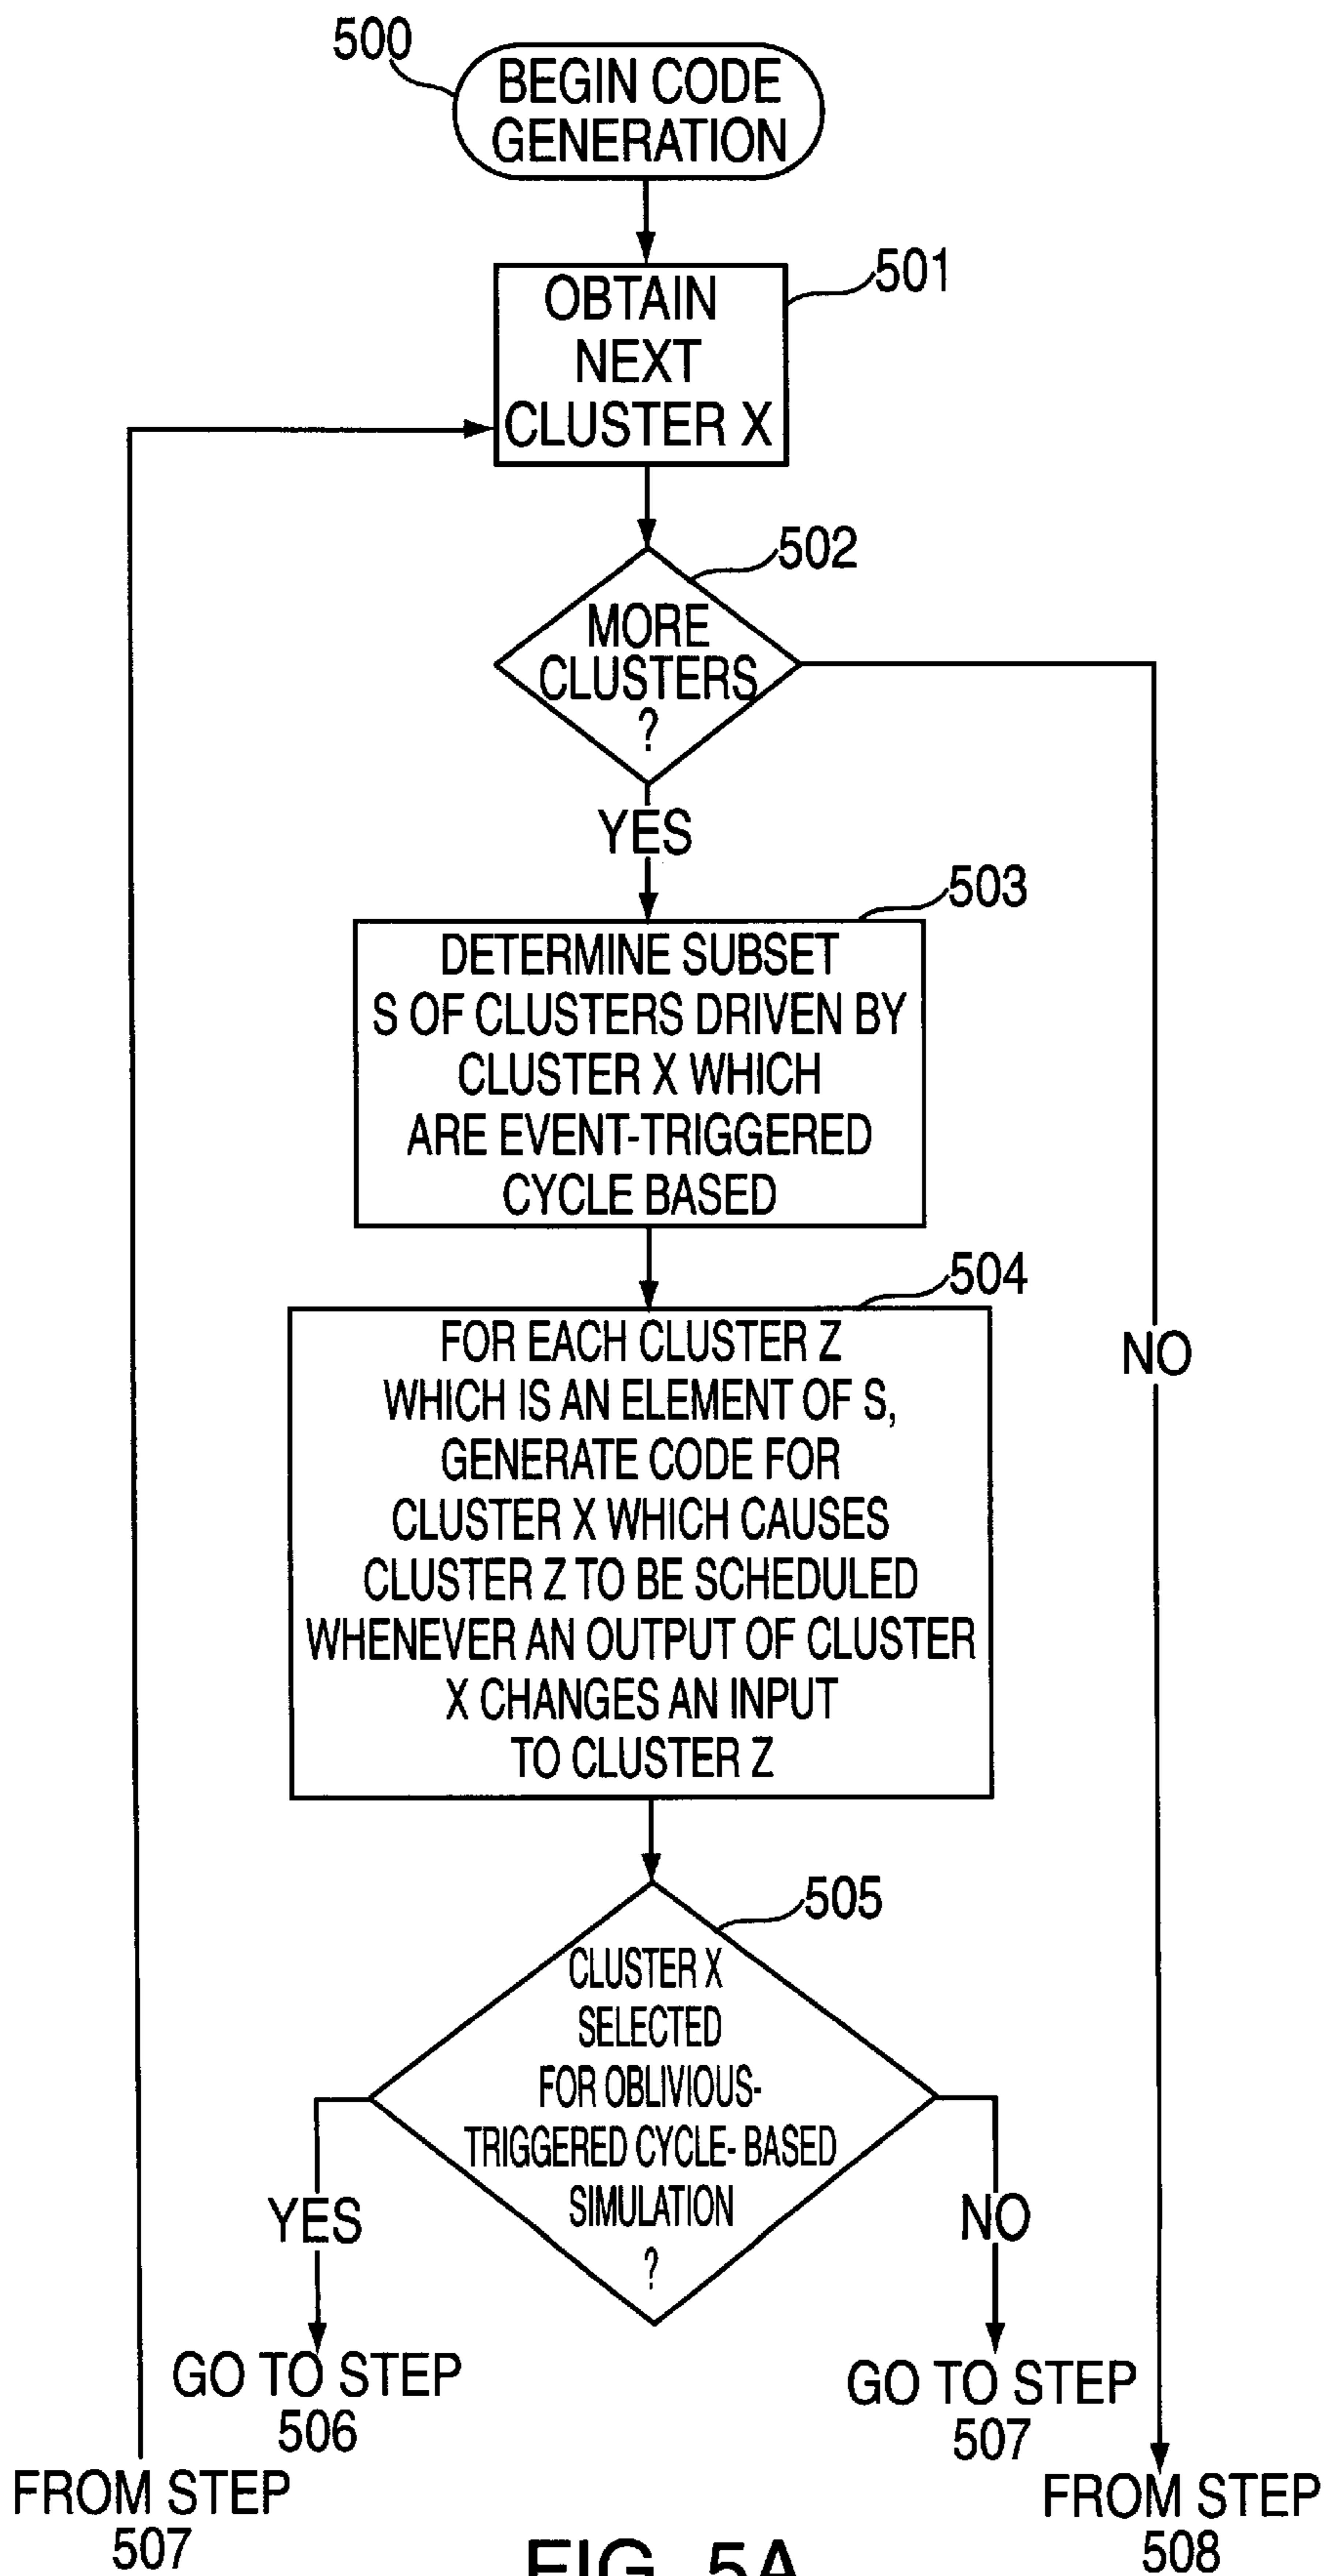 500
BEGIN CODE
GENERATION
501
OBTAIN
NEXT
CLUSTER X
502
MORE
CLUSTERS
?
YES
503
DETERMINE SUBSET
S OF CLUSTERS DRIVEN BY
CLUSTER X WHICH
ARE EVENT-TRIGGERED
CYCLE BASED
504
FOR EACH CLUSTER Z
WHICH IS AN ELEMENT OF S,
GENERATE CODE FOR
CLUSTER X WHICH CAUSES
CLUSTER Z TO BE SCHEDULED
WHENEVER AN OUTPUT OF CLUSTER
X CHANGES AN INPUT
TO CLUSTER Z
NO
505
CLUSTER X
SELECTED
FOR OBLIVIOUS-
TRIGGERED CYCLE- BASED
SIMULATION
?
YES
NO
GO TO STEP
506
GO TO STEP
507
FROM STEP
507
FROM STEP
508
FIG. 5A